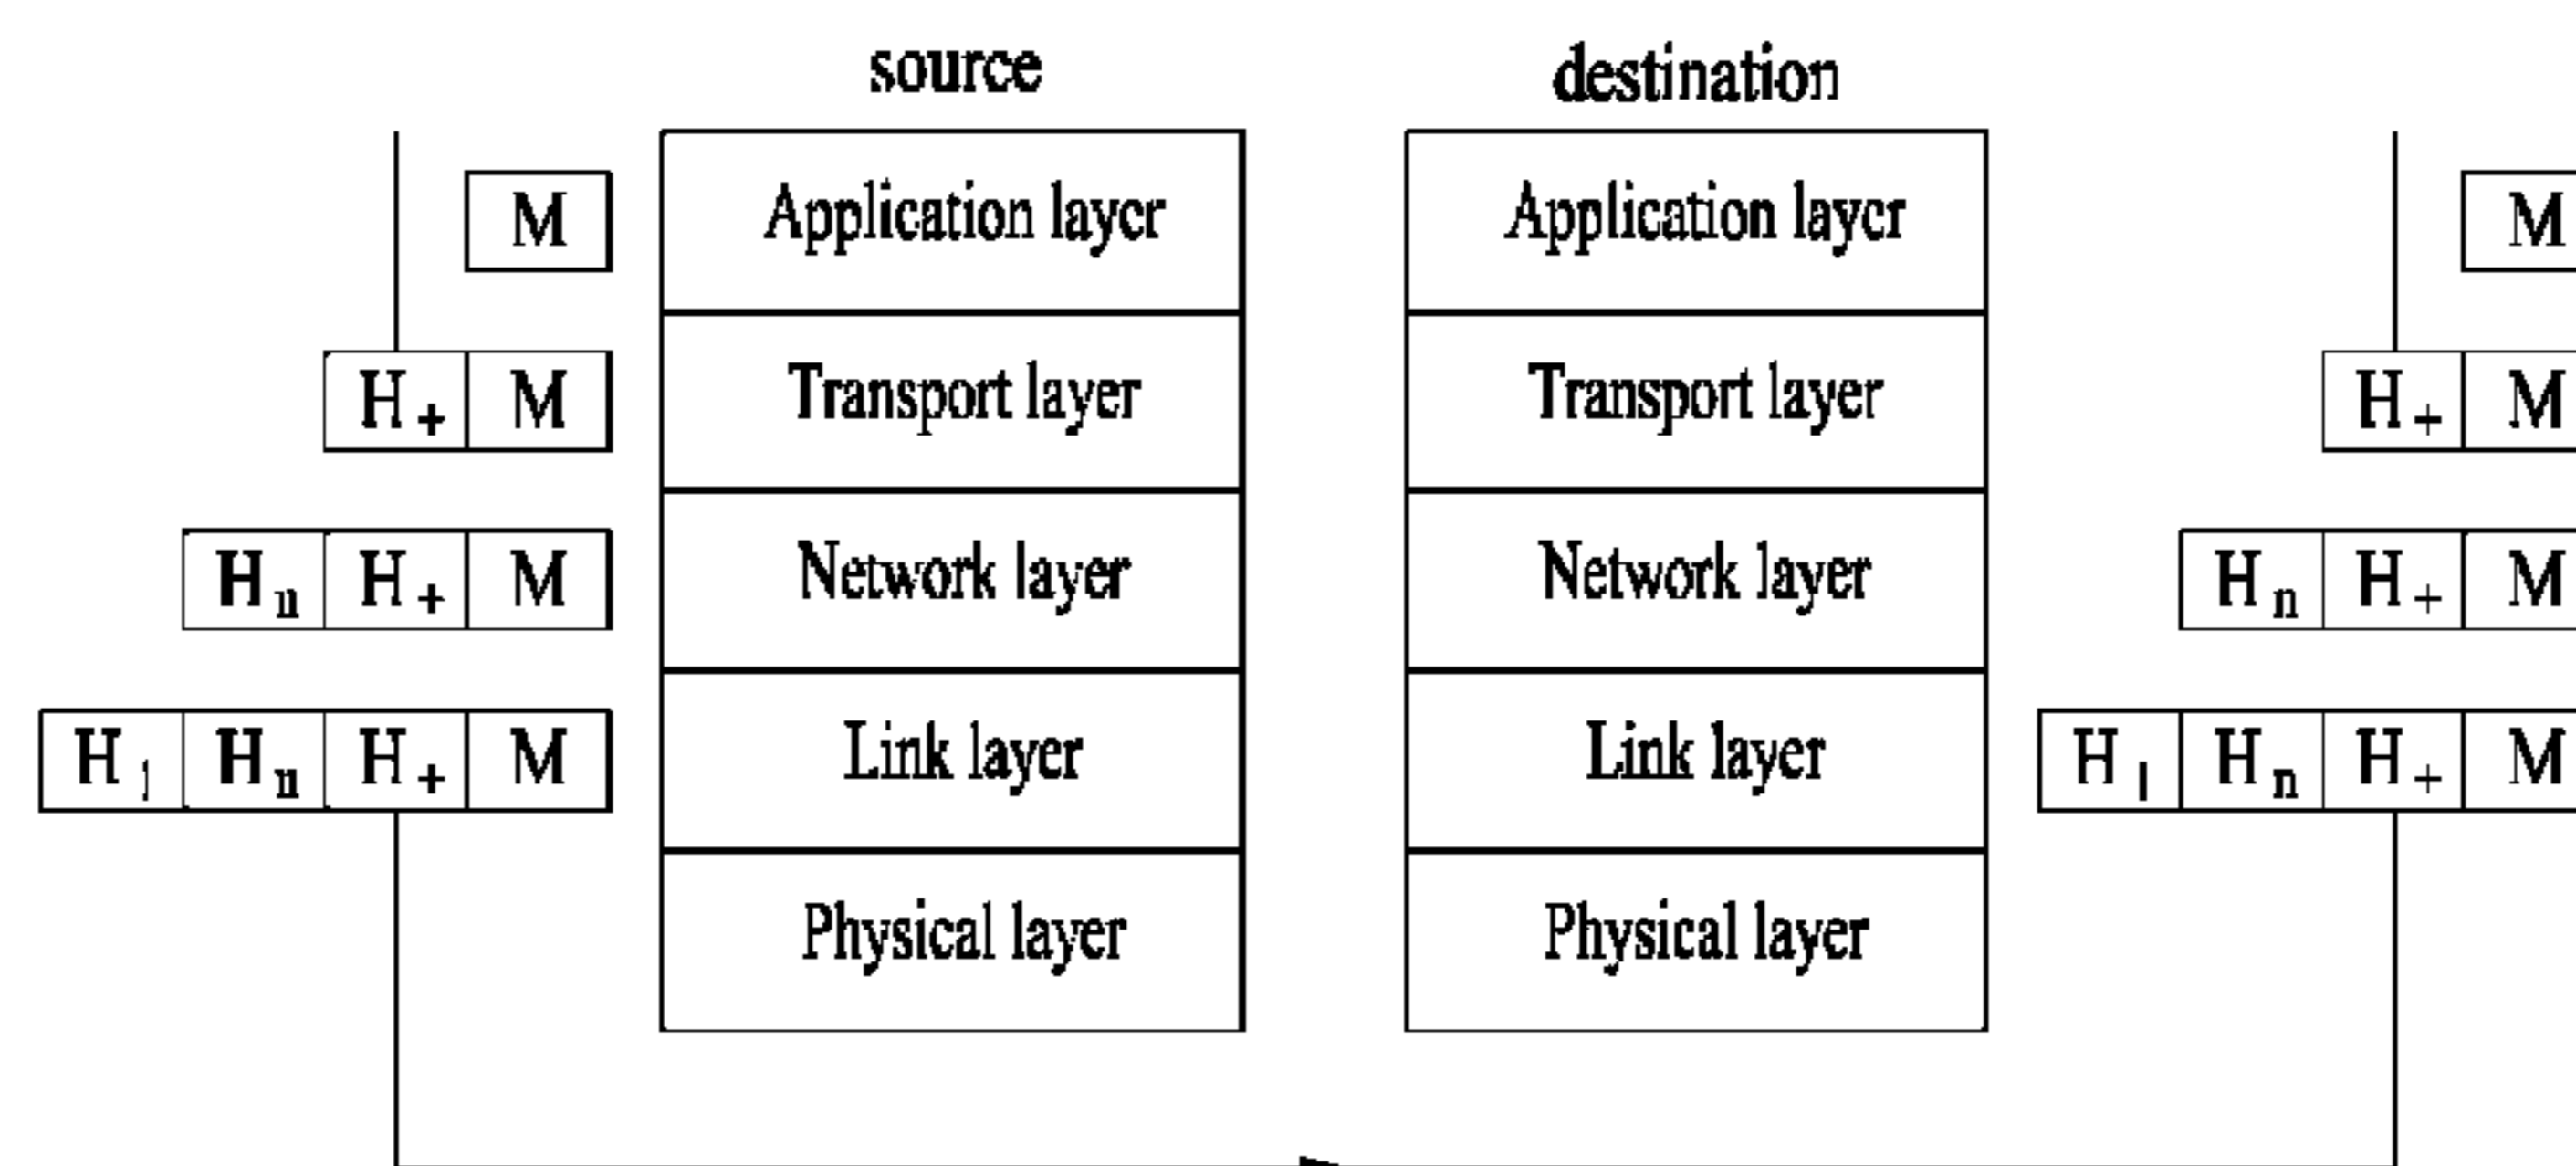 source destination
M Application layer Application layer M
H+ M Transport layer Transport layer H+ M
Hn H+ M Network layer Network layer Hn H+ M
Hl Hn H+ M Link layer Link layer Hl Hn H+ M
Physical layer Physical layer